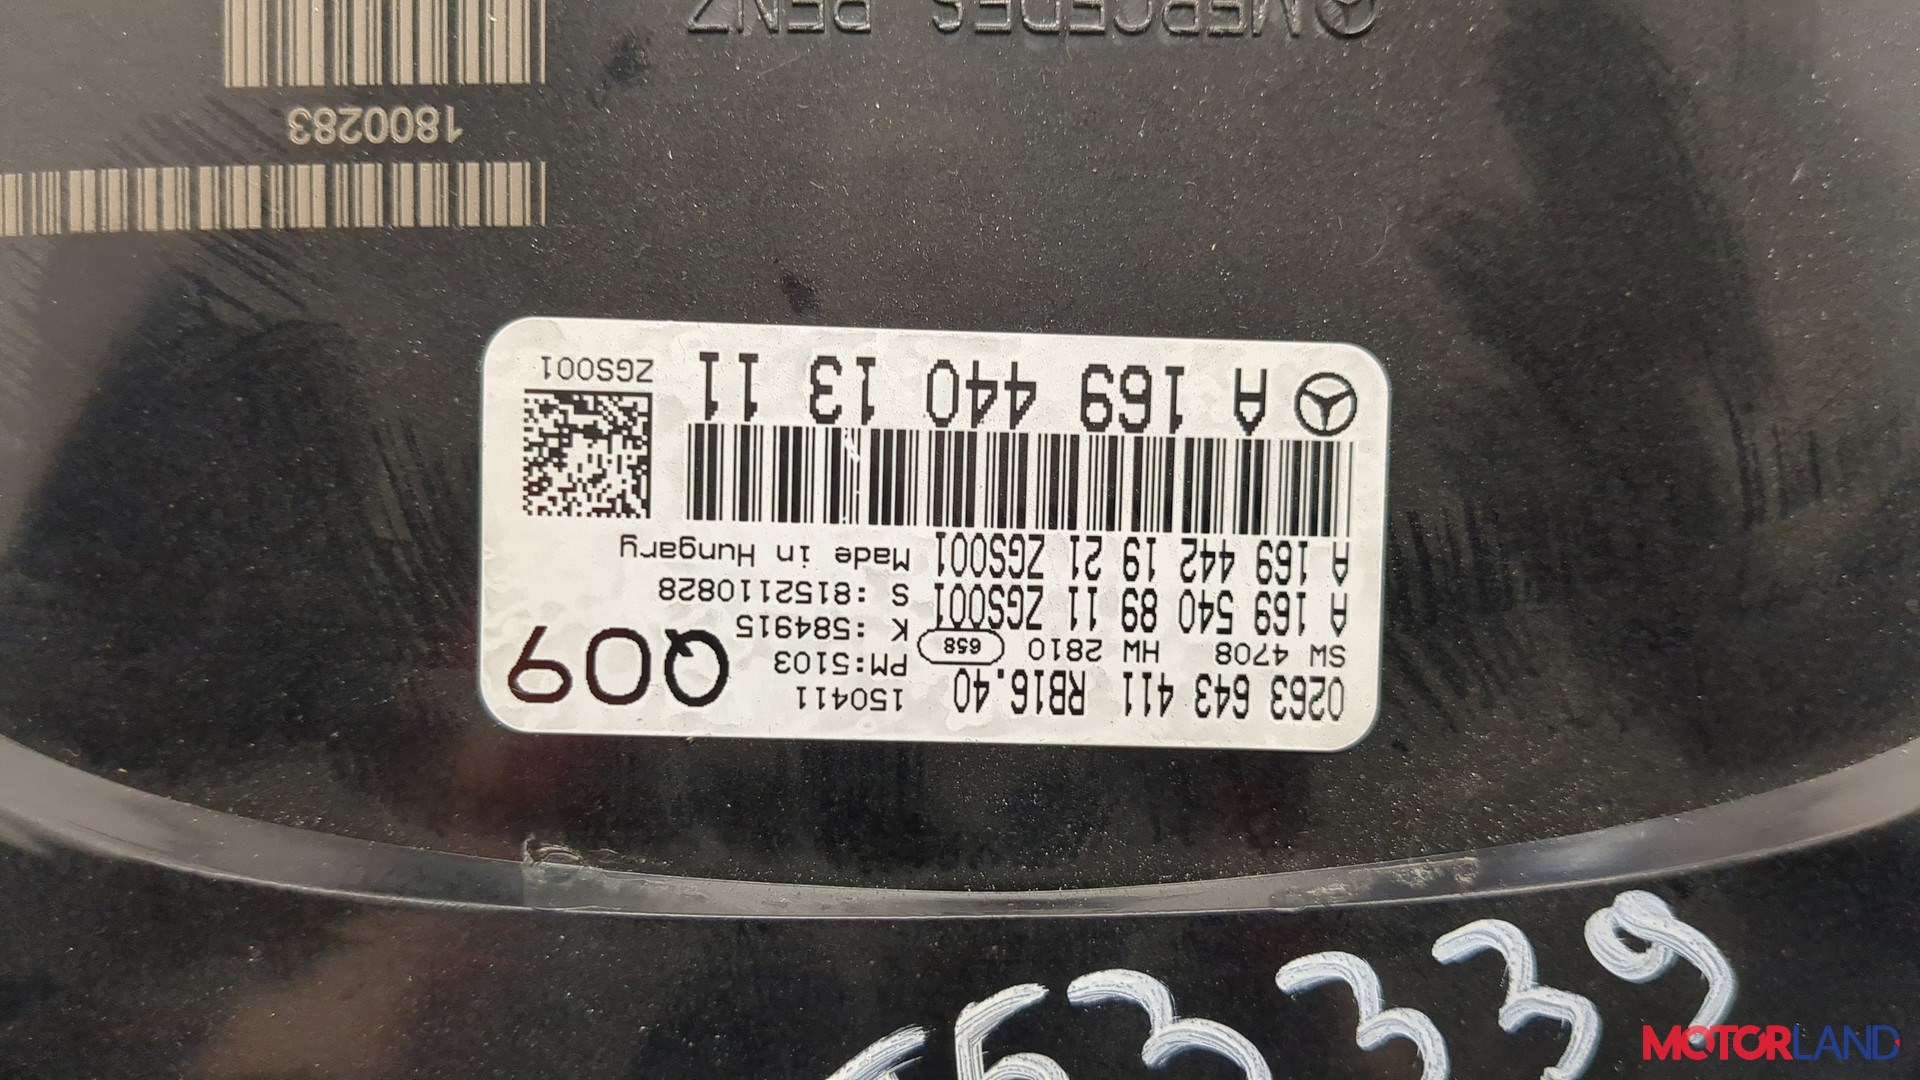 0263 643 411 RB16.40 150411
SW 4708 HW 2810 658 PM:5103
Q09
A 169 540 89 11 ZGS001 K :584915
S :8152110828
A 169 442 19 21 ZGS001 Made in Hungary
A 169 440 13 11
ZGS001
1800283
MERCEDES BENZ
63339
MOTORLAND